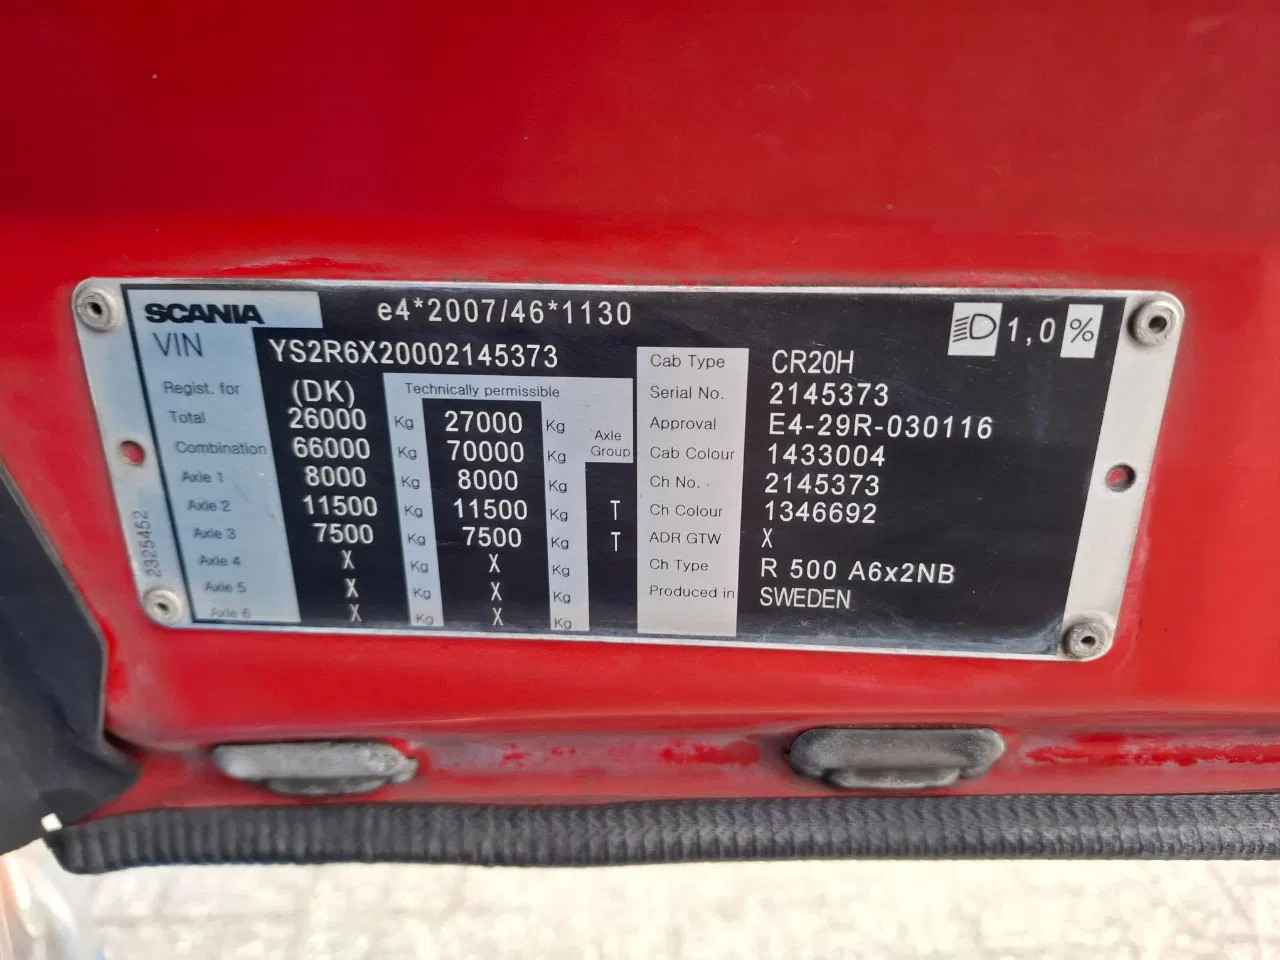 SCANIA e4*2007/46*1130 1,0 %
VIN YS2R6X20002145373
Regist. for (DK) Technically permissible
Total 26000 Kg 27000 Kg
Combination 66000 Kg 70000 Kg Axle Group
Axle 1 8000 Kg 8000 Kg
Axle 2 11500 Kg 11500 Kg T
Axle 3 7500 Kg 7500 Kg T
Axle 4 X Kg X Kg
Axle 5 X Kg X Kg
Axle 6 X Kg X Kg
2325452
Cab Type CR20H
Serial No. 2145373
Approval E4-29R-030116
Cab Colour 1433004
Ch No. 2145373
Ch Colour 1346692
ADR GTW X
Ch Type R 500 A6x2NB
Produced in SWEDEN